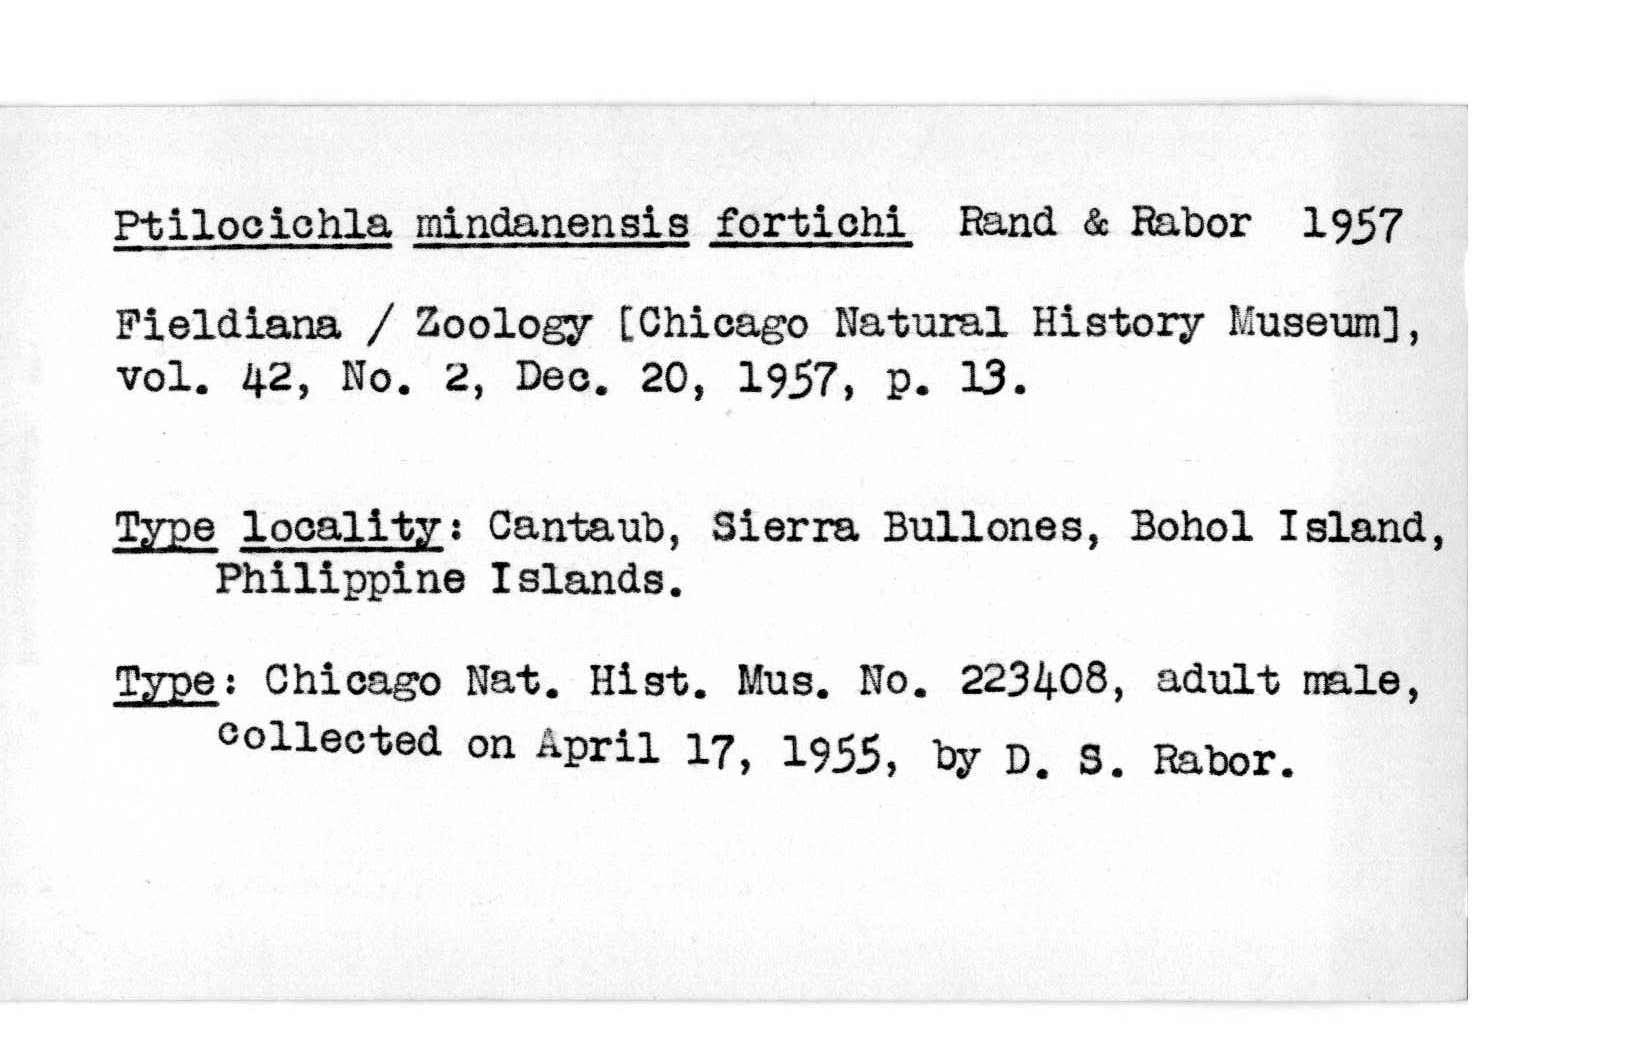 Ptilocichla mindanensis fortichi Rand & Rabor 1957
Fieldiana / Zoology [Chicago Natural History Museum],
vol. 42, No. 2, Dec. 20, 1957, p. 13.
Type locality: Cantaub, Sierra Bullones, Bohol Island,
Philippine Islands.
Type: Chicago Nat. Hist. Mus. No. 223408, adult male,
collected on April 17, 1955, by D. S. Rabor.